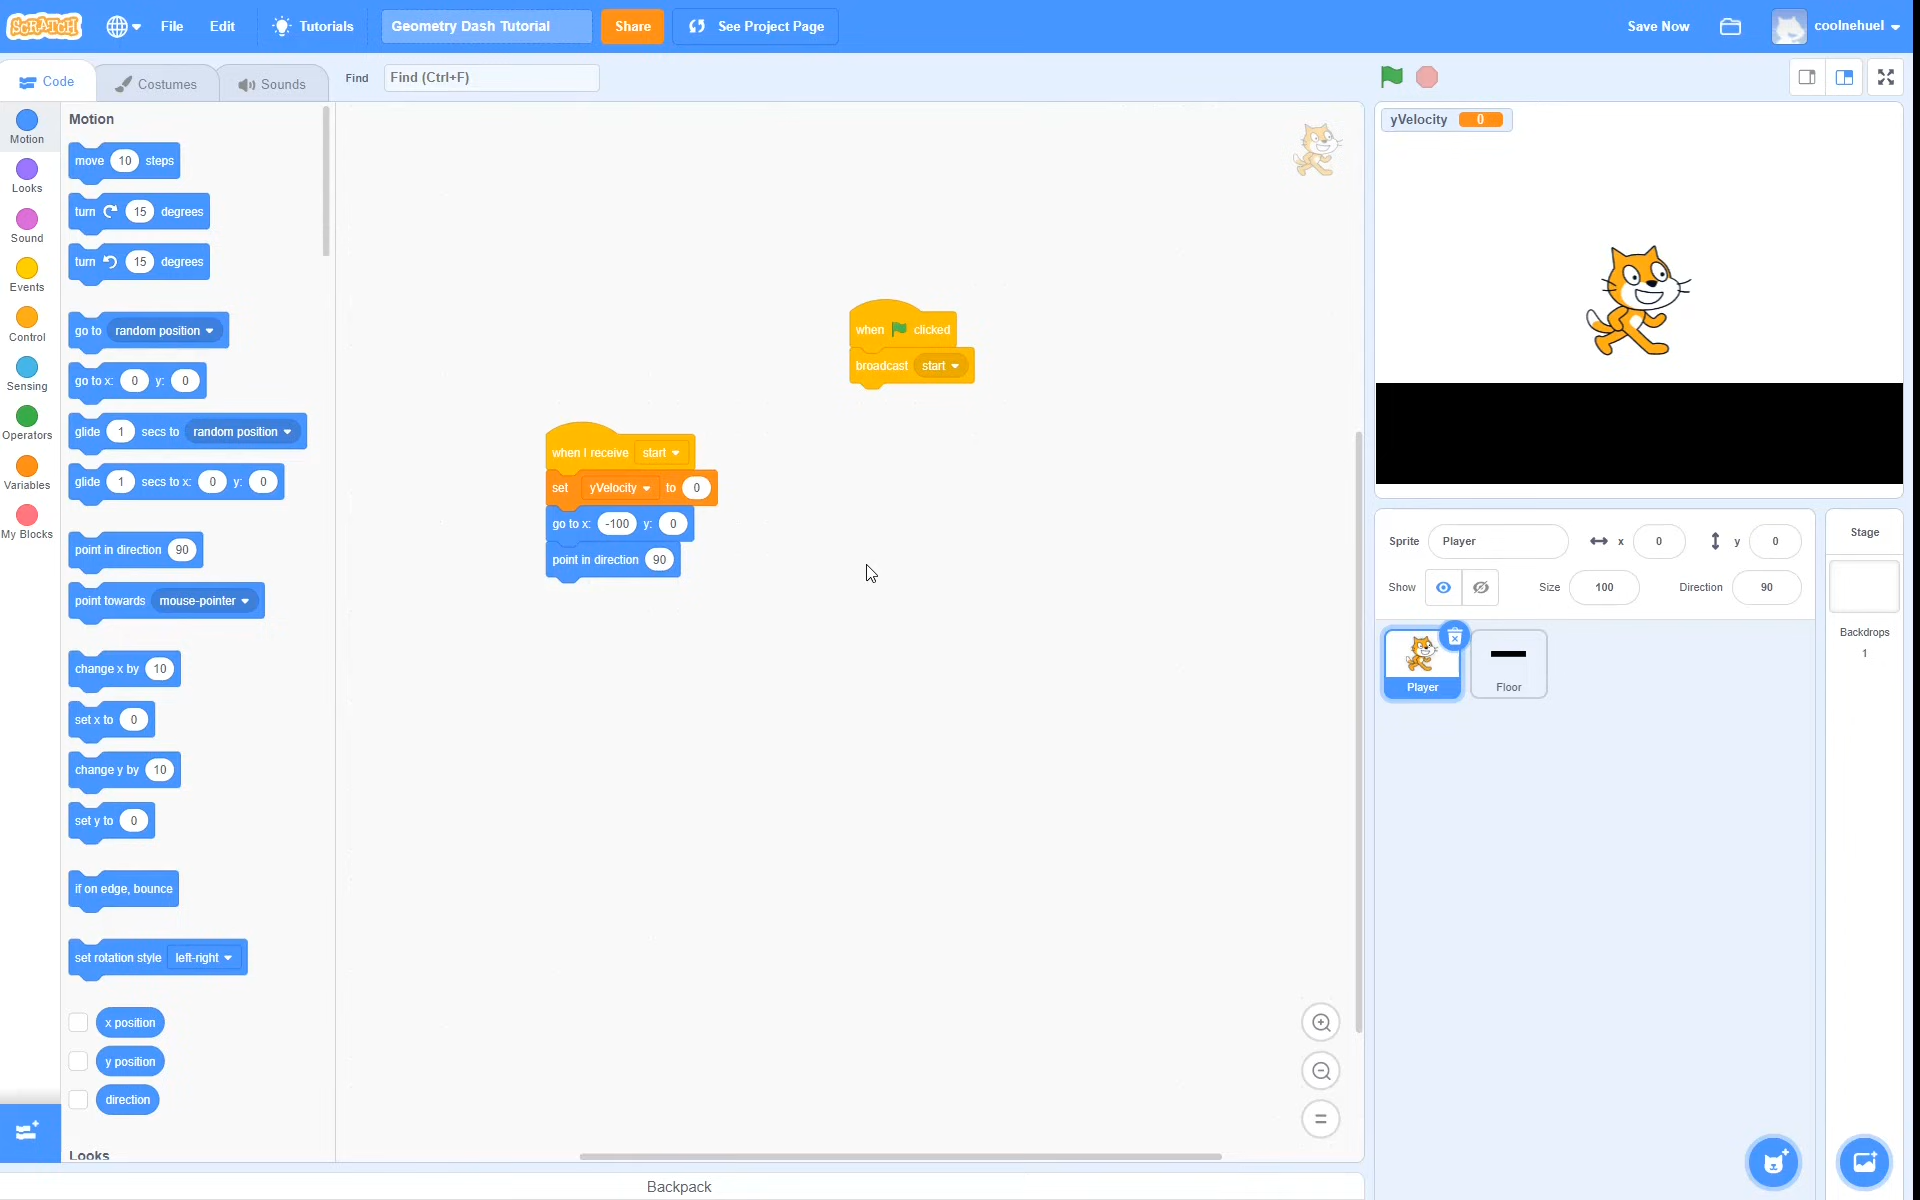 SCRATCH
File
Edit
Tutorials
Geometry Dash Tutorial
Share
See Project Page
Save Now
coolnehuel
Code
Costumes
Sounds
Find
Find (Ctrl+F)
Motion
Looks
Sound
Events
Control
Sensing
Operators
Variables
My Blocks
Motion
move 10 steps
turn 15 degrees
turn 15 degrees
go to random position
go to x: 0 y: 0
glide 1 secs to random position
glide 1 secs to x: 0 y: 0
point in direction 90
point towards mouse-pointer
change x by 10
set x to 0
change y by 10
set y to 0
if on edge, bounce
set rotation style left-right
x position
y position
direction
Looks
when clicked
broadcast start
when I receive start
set yVelocity to 0
go to x: -100 y: 0
point in direction 90
Backpack
yVelocity 0
Sprite Player x 0 y 0
Show Size 100 Direction 90
Player
Floor
Stage
Backdrops
1